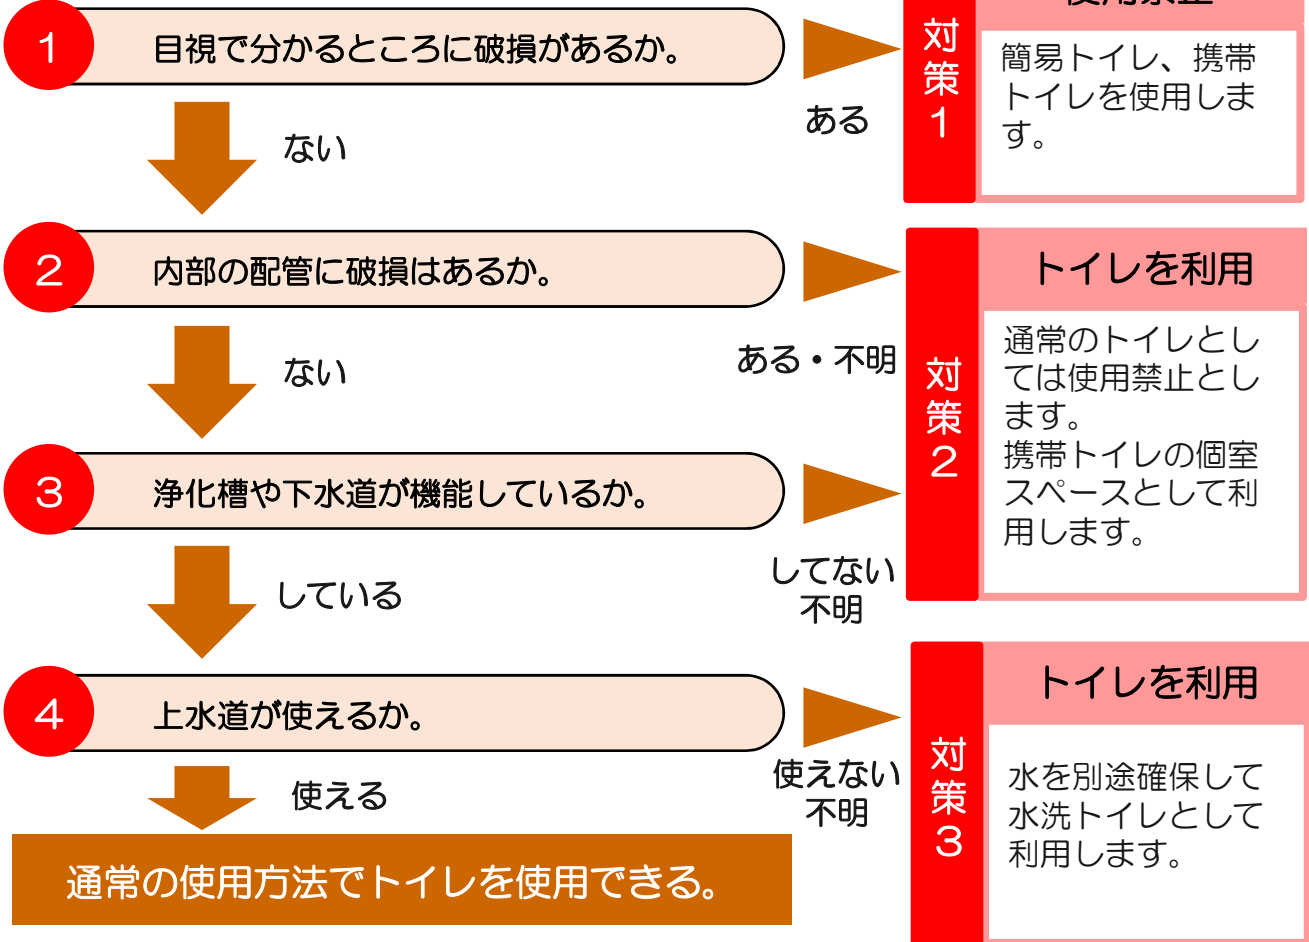 1
目視で分かるところに破損があるか。
ない
ある
対策1
使用禁止
簡易トイレ、携帯
トイレを使用しま
す。
2
内部の配管に破損はあるか。
ない
ある・不明
3
浄化槽や下水道が機能しているか。
している
してない
不明
対策2
トイレを利用
通常のトイレとし
ては使用禁止とし
ます。
携帯トイレの個室
スペースとして利
用します。
4
上水道が使えるか。
使える
使えない
不明
対策3
トイレを利用
水を別途確保して
水洗トイレとして
利用します。
通常の使用方法でトイレを使用できる。